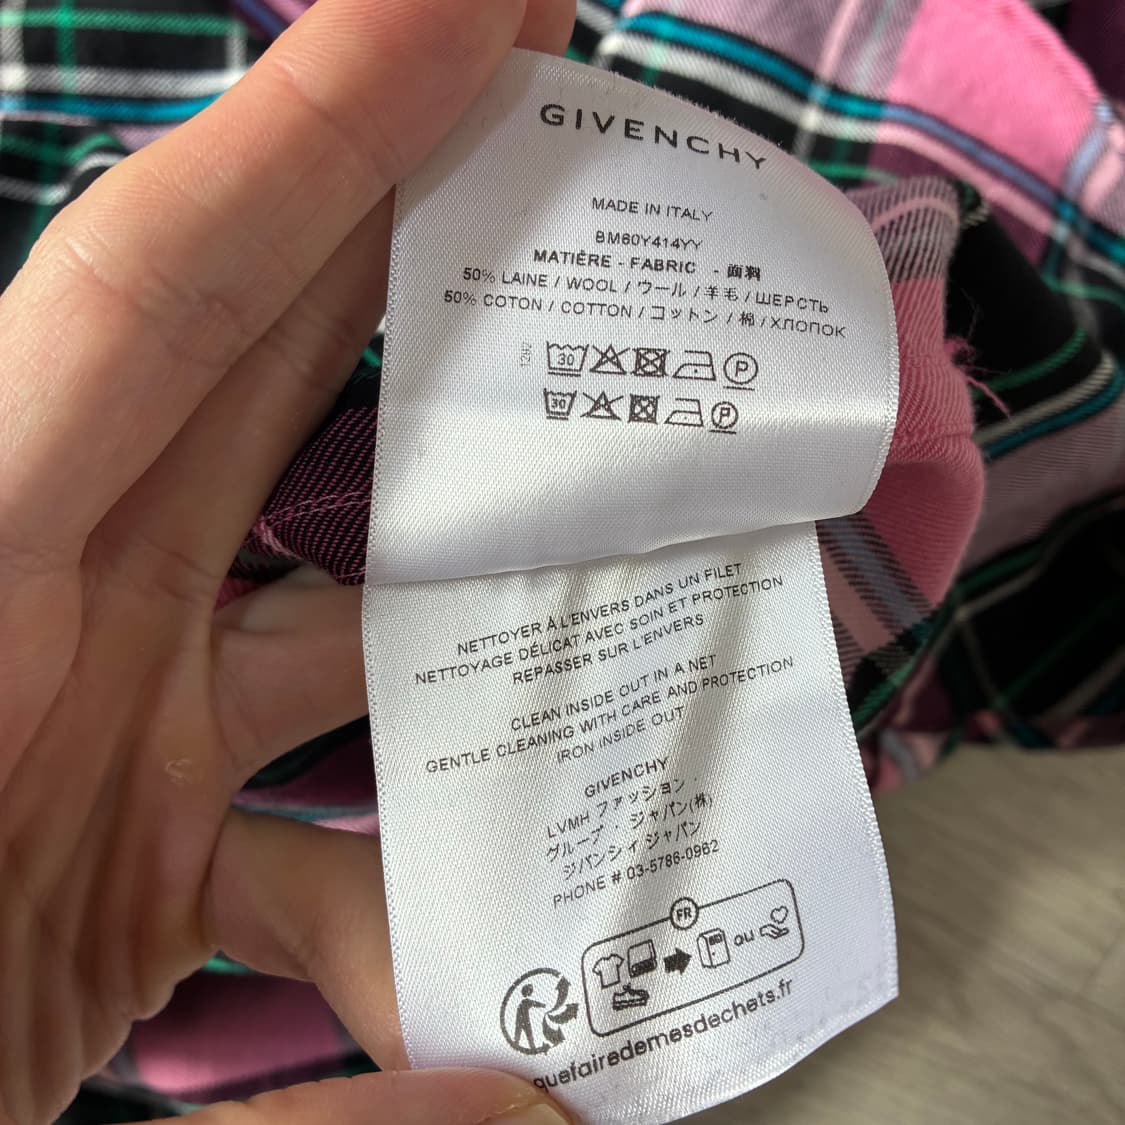 GIVENCHY
MADE IN ITALY
BM60Y414YY
MATIÈRE - FABRIC - 面料
50% LAINE / WOOL / ウール / 羊毛 / ШЕРСТЬ
50% COTON / COTTON / コットン / 棉 / ХЛОПОК
30 P
30 P
NETTOYER À L'ENVERS DANS UN FILET
NETTOYAGE DÉLICAT AVEC SOIN ET PROTECTION
REPASSER SUR L'ENVERS
CLEAN INSIDE OUT IN A NET
GENTLE CLEANING WITH CARE AND PROTECTION
IRON INSIDE OUT
GIVENCHY
LVMH ファッション・
グループ・ジャパン(株)
ジバンシィ ジャパン
PHONE # 03-5786-0962
FR
ou
quefairedemesdechets.fr